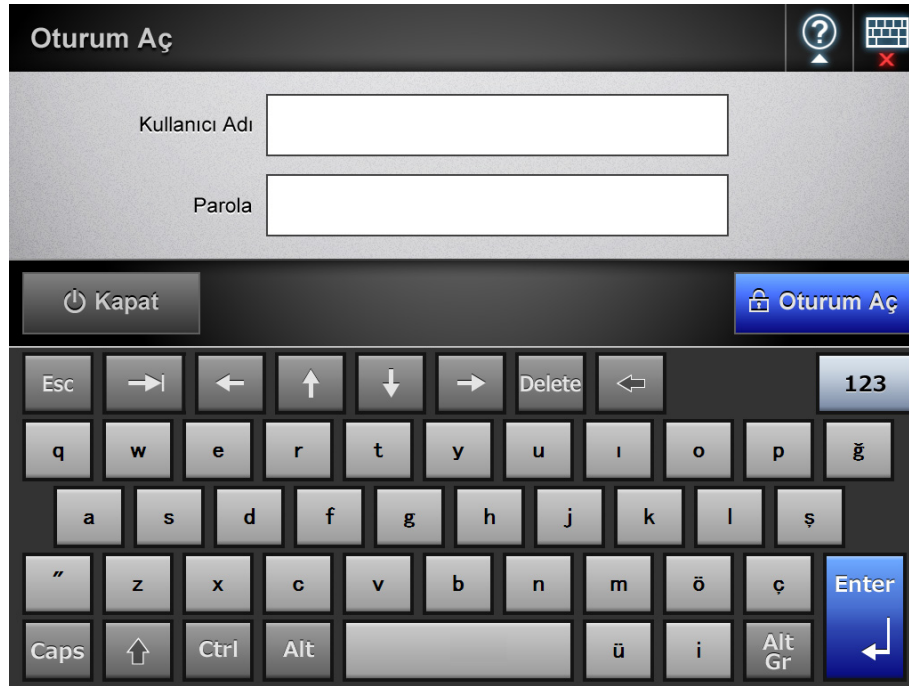 Oturum Aç ?
Kullanıcı Adı
Parola
Kapat Oturum Aç
Esc Delete 123
q w e r t y u ı o p ğ
a s d f g h j k l ş
" z x c v b n m ö ç Enter
Caps Ctrl Alt ü i Alt Gr